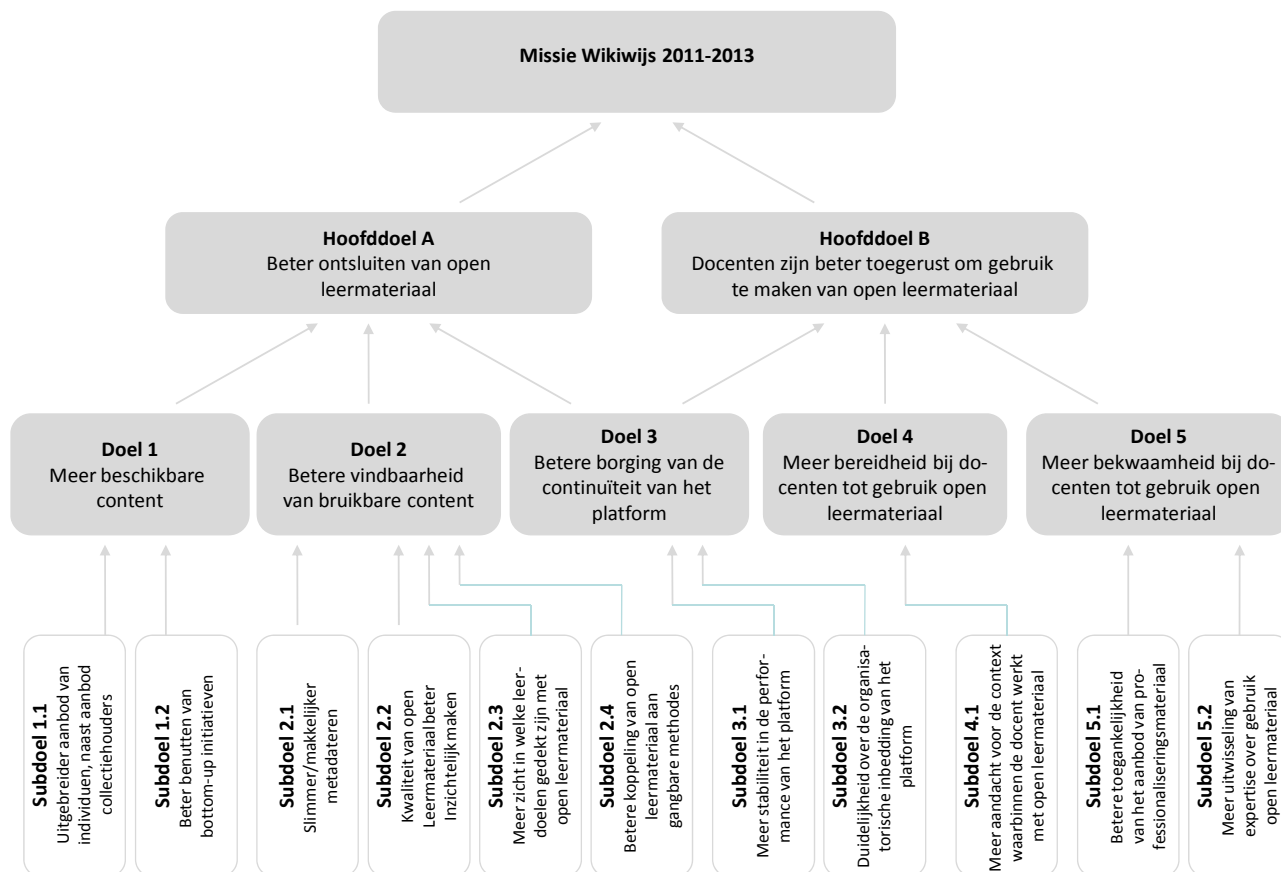 Missie Wikiwijs 2011-2013
Hoofddoel A
Beter ontsluiten van open
leermateriaal
Hoofddoel B
Docenten zijn beter toegerust om gebruik
te maken van open leermateriaal
Doel 1
Meer beschikbare
content
Doel 2
Betere vindbaarheid
van bruikbare content
Doel 3
Betere borging van de
continuïteit van het
platform
Doel 4
Meer bereidheid bij do-
centen tot gebruik open
leermateriaal
Doel 5
Meer bekwaamheid bij do-
centen tot gebruik open
leermateriaal
Subdoel 1.1
Uitgebreider aanbod van
individuen, naast aanbod
collectiehouders
Subdoel 1.2
Beter benutten van
bottom-up initiatieven
Subdoel 2.1
Slimmer/makkelijker
metadateren
Subdoel 2.2
Kwaliteit van open
Leermateriaal beter
Inzichtelijk maken
Subdoel 2.3
Meer zicht in welke leer-
doelen gedekt zijn met
open leermateriaal
Subdoel 2.4
Betere koppeling van open
leermateriaal aan
gangbare methodes
Subdoel 3.1
Meer stabiliteit in de perfor-
mance van het platform
Subdoel 3.2
Duidelijkheid over de organisa-
torische inbedding van het
platform
Subdoel 4.1
Meer aandacht voor de context
waarbinnen de docent werkt
met open leermateriaal
Subdoel 5.1
Betere toegankelijkheid
van het aanbod van pro-
fessionaliseringsmateriaal
Subdoel 5.2
Meer uitwisseling van
expertise over gebruik
open leermateriaal